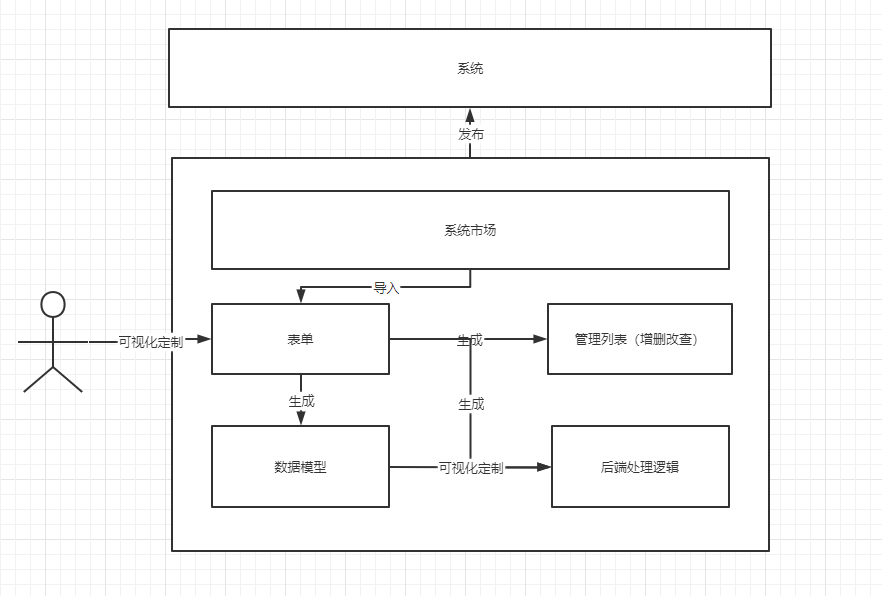 系统
发布
系统市场
导入
可视化定制
表单
生成
管理列表（增删改查）
生成
生成
数据模型
可视化定制
后端处理逻辑